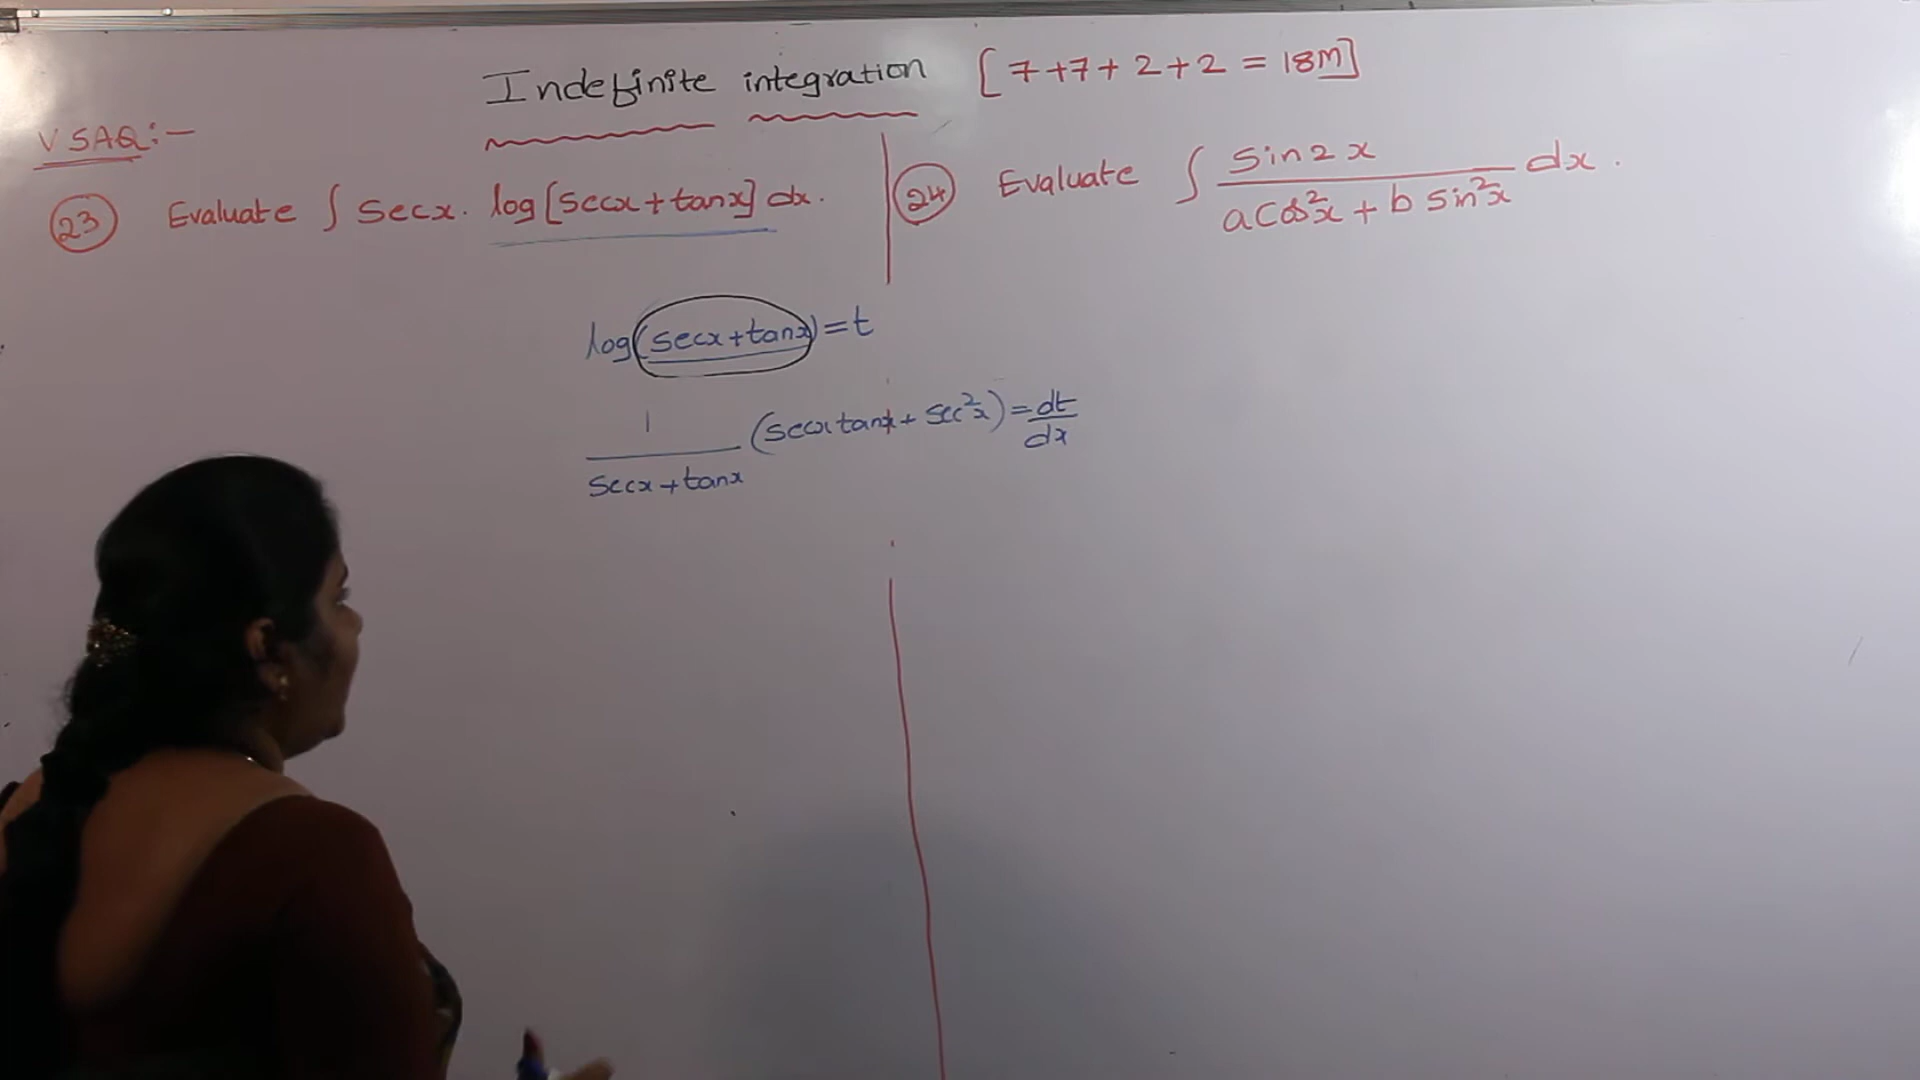 Indefinite integration [7+7+2+2 = 18M]
VSAQ:-
23 Evaluate ∫ Secx. log[Secx+tanx] dx.
24 Evaluate ∫ sin2x / (a cos²x + b sin²x) dx.
log(secx+tanx)=t
1 / (secx+tanx) (secx tanx + sec²x) = dt/dx